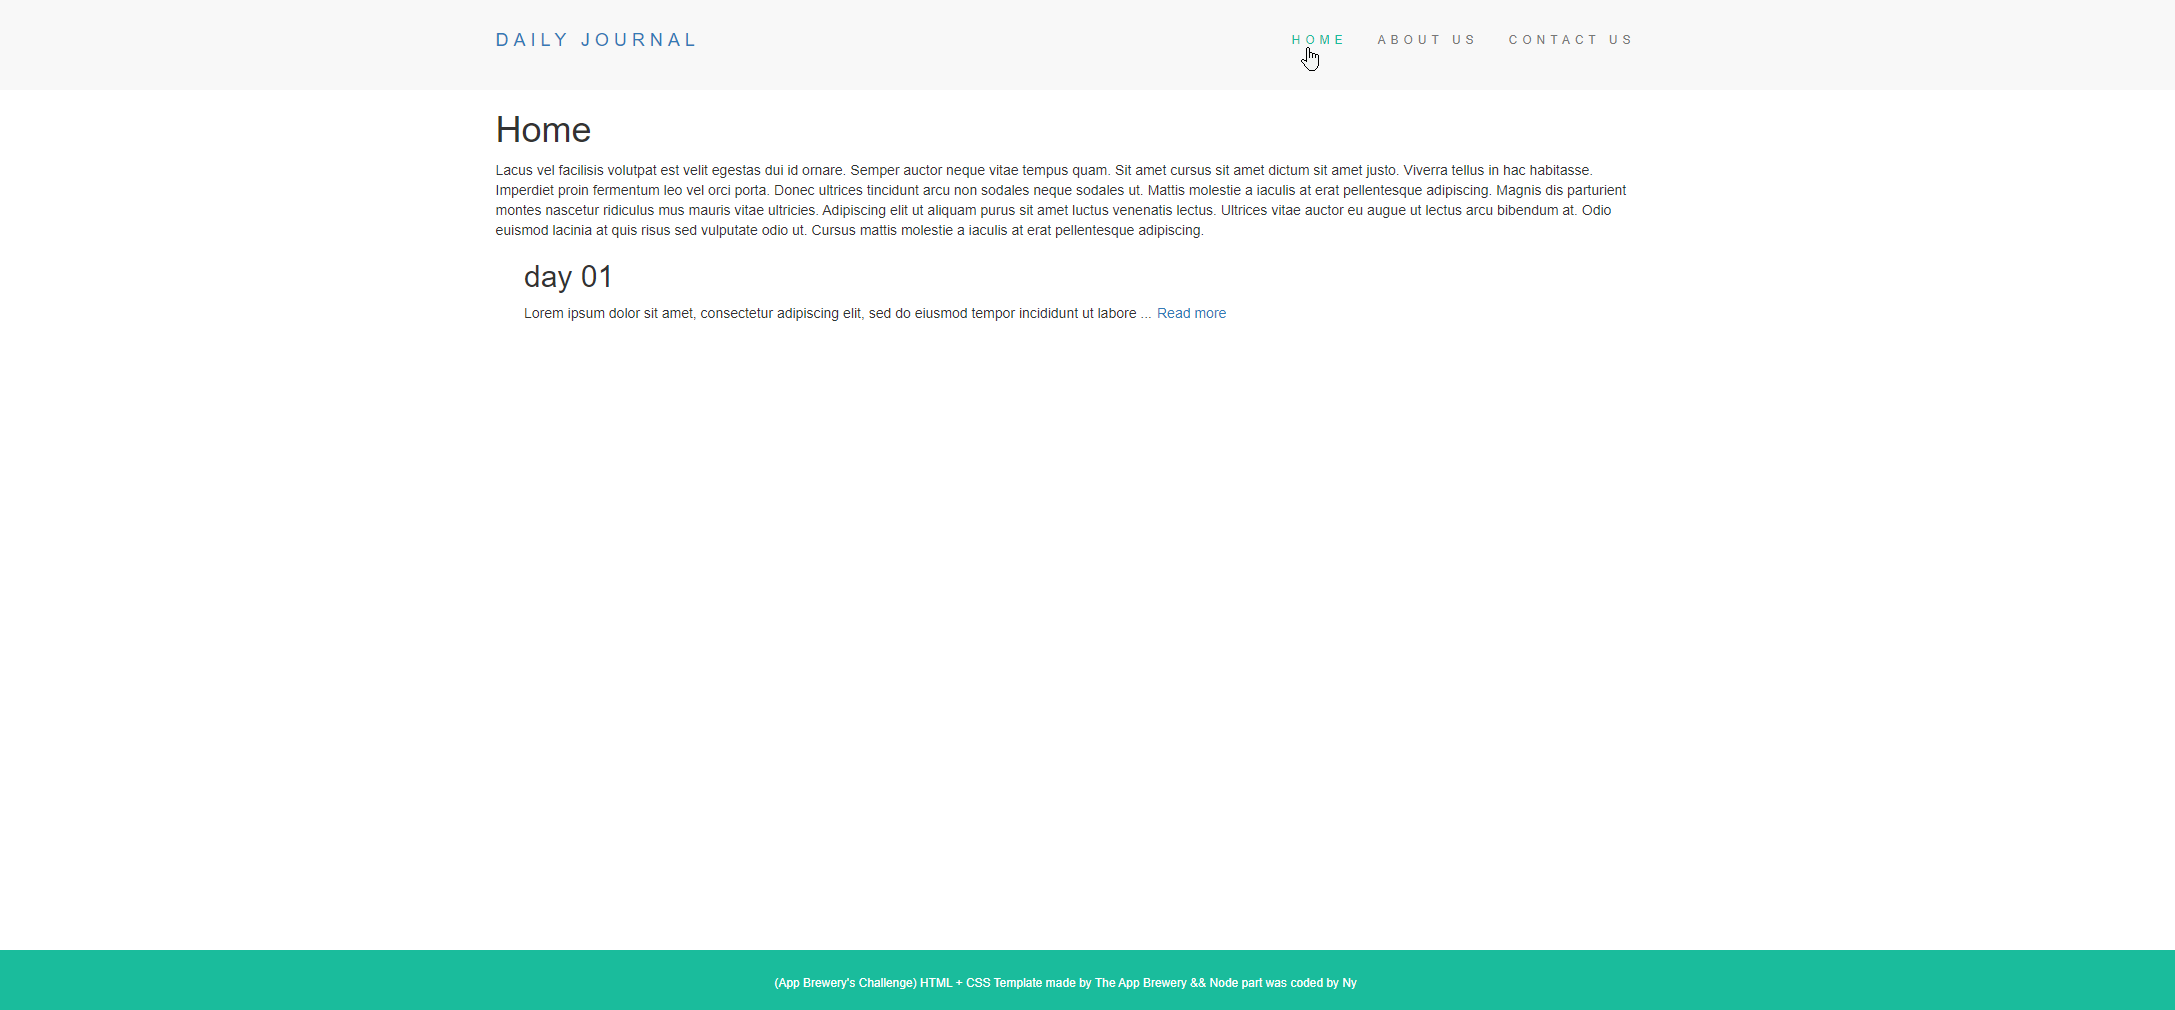 DAILY JOURNAL
HOME ABOUT US CONTACT US
Home
Lacus vel facilisis volutpat est velit egestas dui id ornare. Semper auctor neque vitae tempus quam. Sit amet cursus sit amet dictum sit amet justo. Viverra tellus in hac habitasse.
Imperdiet proin fermentum leo vel orci porta. Donec ultrices tincidunt arcu non sodales neque sodales ut. Mattis molestie a iaculis at erat pellentesque adipiscing. Magnis dis parturient
montes nascetur ridiculus mus mauris vitae ultricies. Adipiscing elit ut aliquam purus sit amet luctus venenatis lectus. Ultrices vitae auctor eu augue ut lectus arcu bibendum at. Odio
euismod lacinia at quis risus sed vulputate odio ut. Cursus mattis molestie a iaculis at erat pellentesque adipiscing.
day 01
Lorem ipsum dolor sit amet, consectetur adipiscing elit, sed do eiusmod tempor incididunt ut labore ... Read more
(App Brewery's Challenge) HTML + CSS Template made by The App Brewery && Node part was coded by Ny